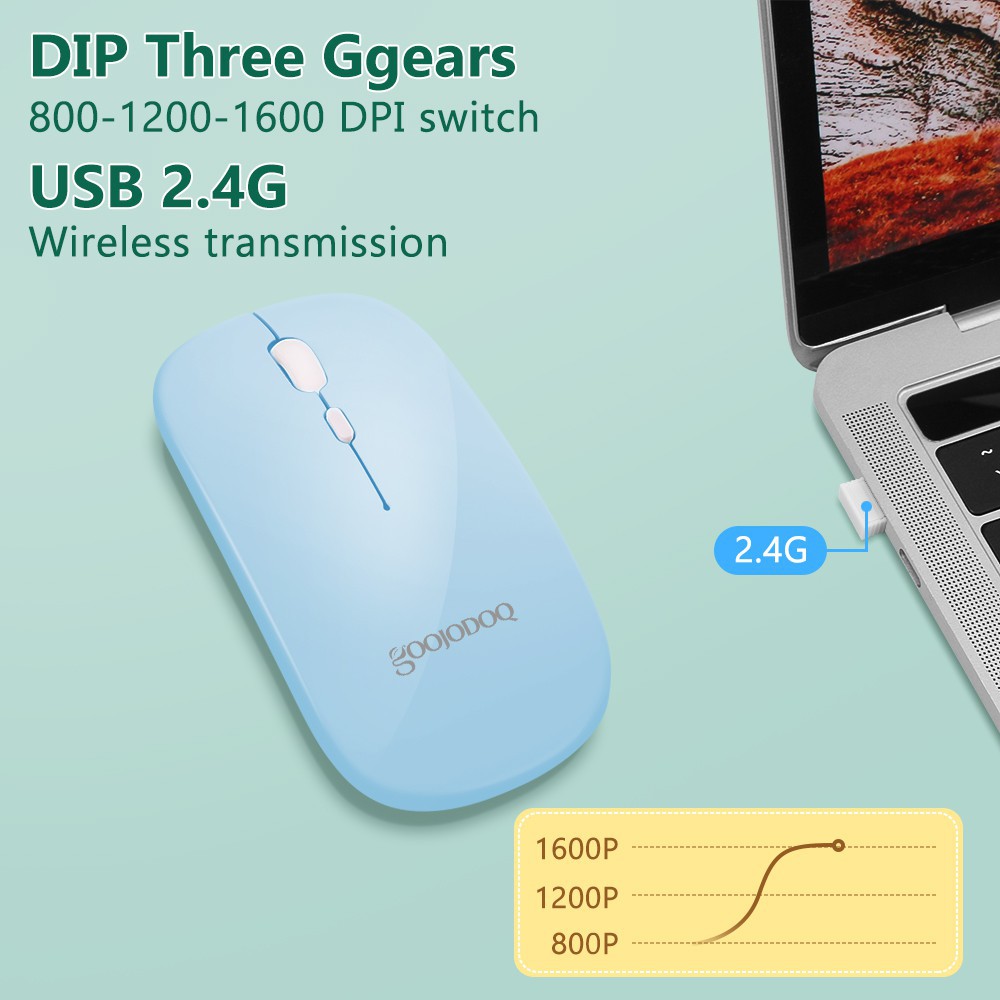 DIP Three Ggears
800-1200-1600 DPI switch
USB 2.4G
Wireless transmission
2.4G
goojodoq
1600P
1200P
800P